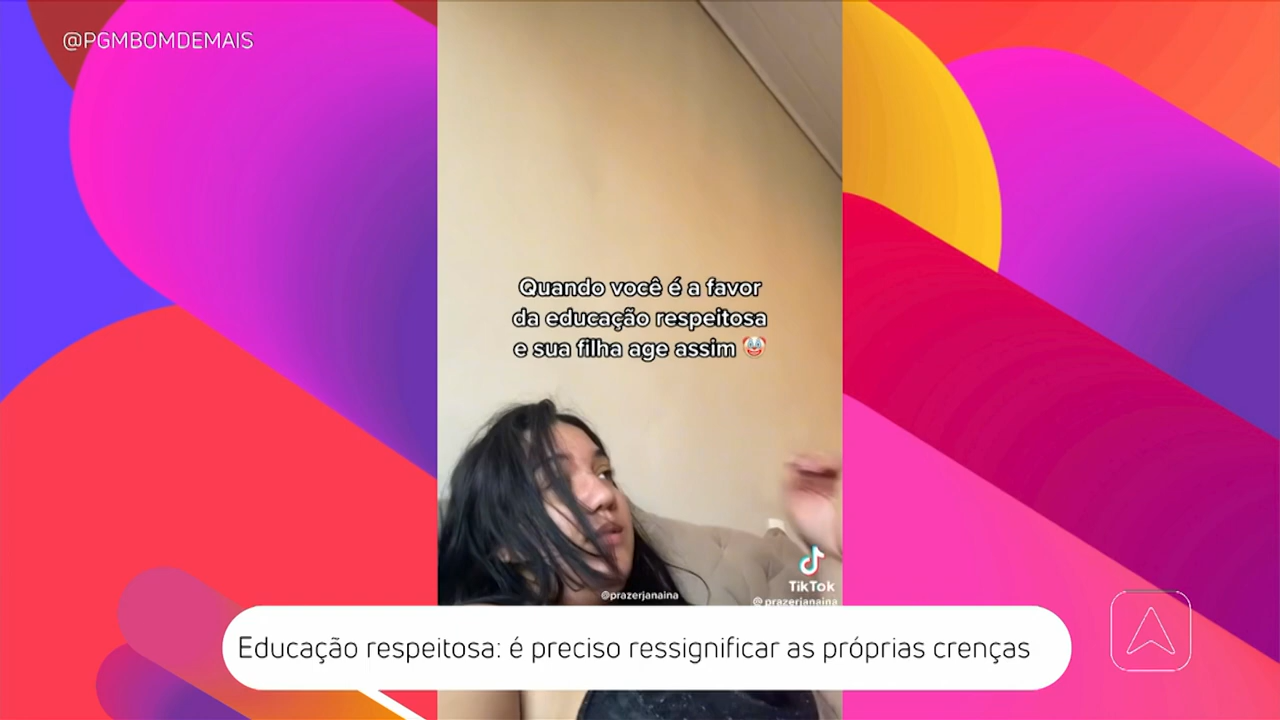 @PGMBOMDEMAIS
Quando você é a favor
da educação respeitosa
e sua filha age assim 🤡
TikTok
@prazerjanaina
@prazerjanaina
Educação respeitosa: é preciso ressignificar as próprias crenças